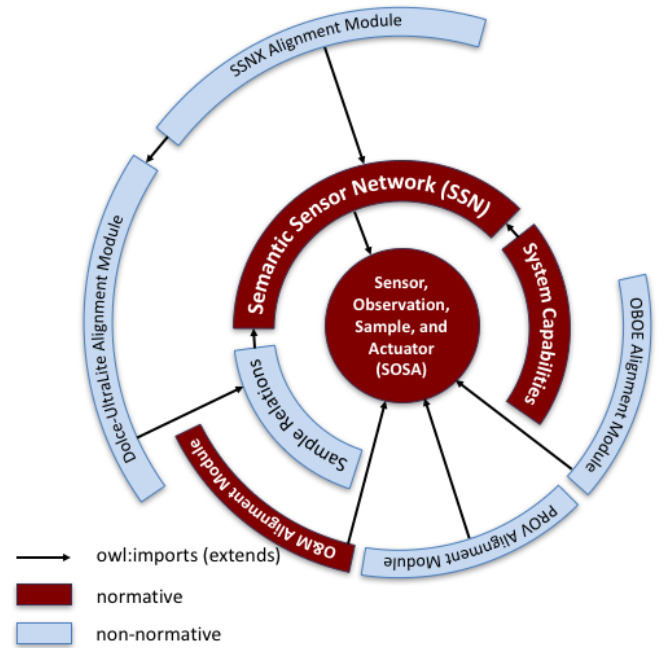 SSNX Alignment Module
Semantic Sensor Network (SSN)
System Capabilities
Dolce-UltraLite Alignment Module
Sensor,
Observation,
Sample, and
Actuator
(SOSA)
OBOE Alignment Module
Sample Relations
O&M Alignment Module
PROV Alignment Module
owl:imports (extends)
normative
non-normative